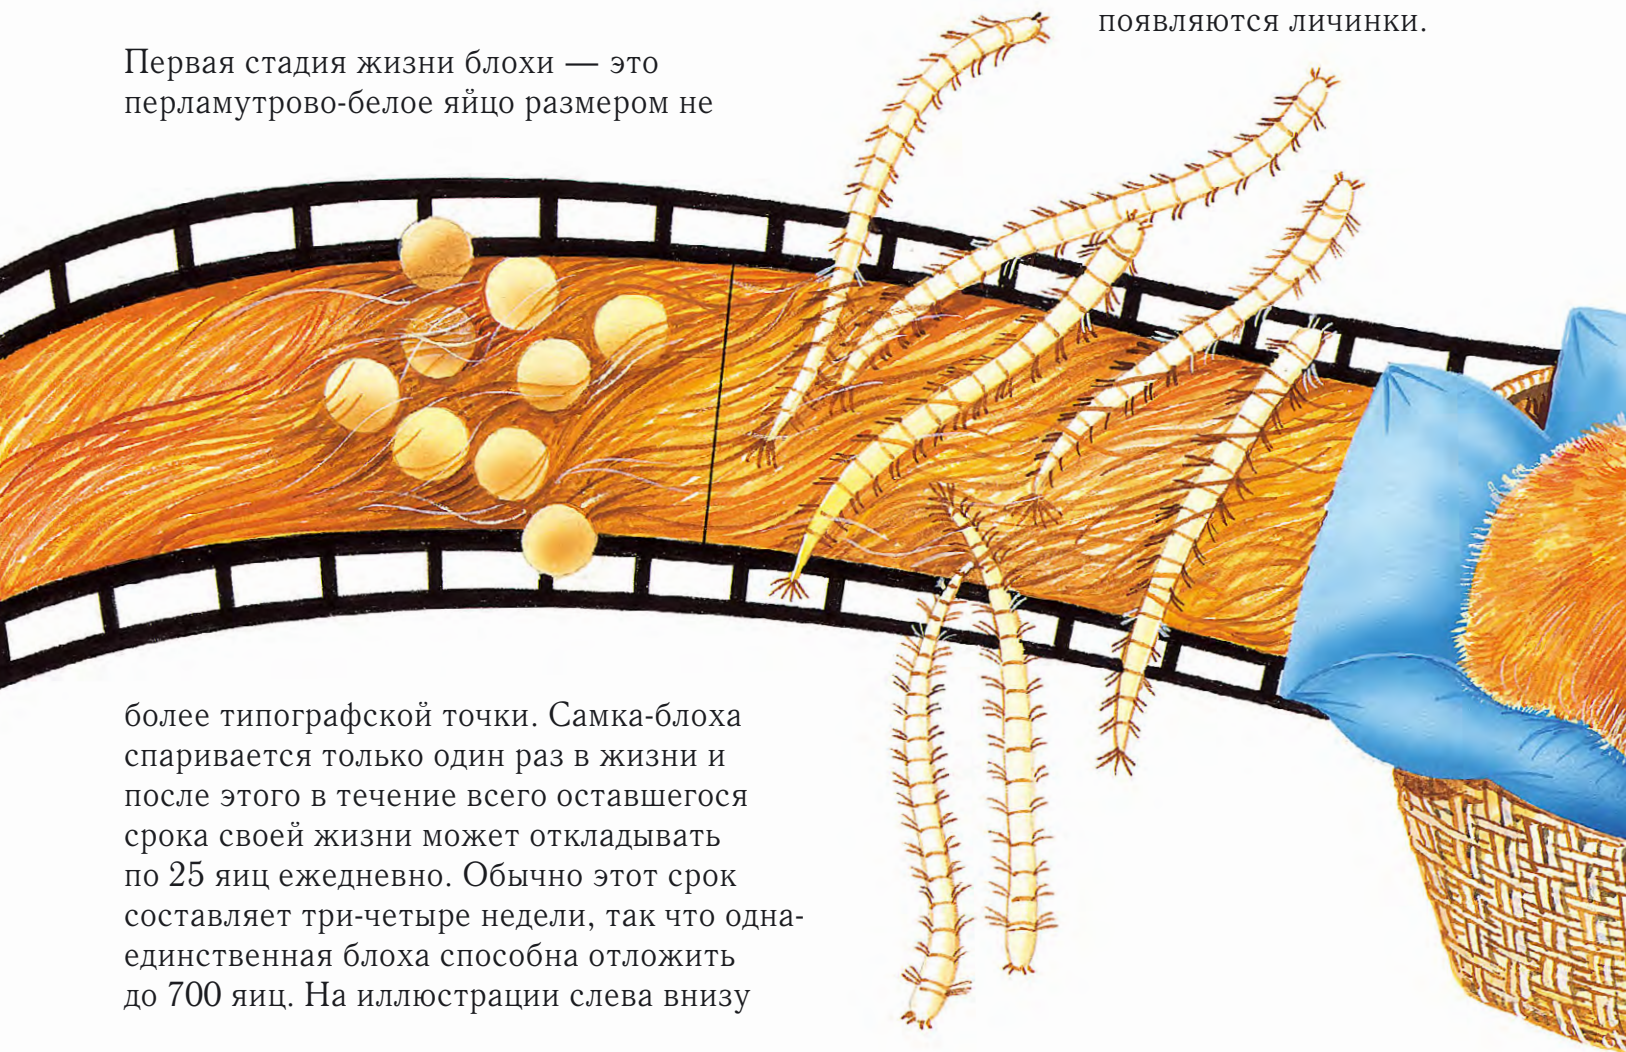 Первая стадия жизни блохи — это
перламутрово-белое яйцо размером не
более типографской точки. Самка-блоха
спаривается только один раз в жизни и
после этого в течение всего оставшегося
срока своей жизни может откладывать
по 25 яиц ежедневно. Обычно этот срок
составляет три-четыре недели, так что одна-
единственная блоха способна отложить
до 700 яиц. На иллюстрации слева внизу
появляются личинки.